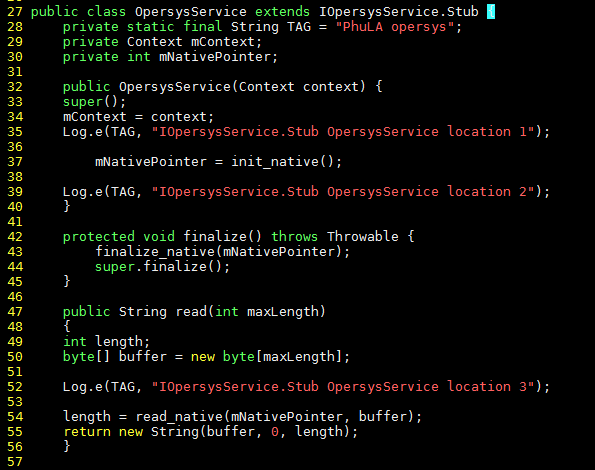 27 public class OpersysService extends IOpersysService.Stub {
28     private static final String TAG = "PhuLA opersys";
29     private Context mContext;
30     private int mNativePointer;
31
32     public OpersysService(Context context) {
33     super();
34     mContext = context;
35     Log.e(TAG, "IOpersysService.Stub OpersysService location 1");
36
37         mNativePointer = init_native();
38
39     Log.e(TAG, "IOpersysService.Stub OpersysService location 2");
40     }
41
42     protected void finalize() throws Throwable {
43         finalize_native(mNativePointer);
44         super.finalize();
45     }
46
47     public String read(int maxLength)
48     {
49     int length;
50     byte[] buffer = new byte[maxLength];
51
52     Log.e(TAG, "IOpersysService.Stub OpersysService location 3");
53
54     length = read_native(mNativePointer, buffer);
55     return new String(buffer, 0, length);
56     }
57